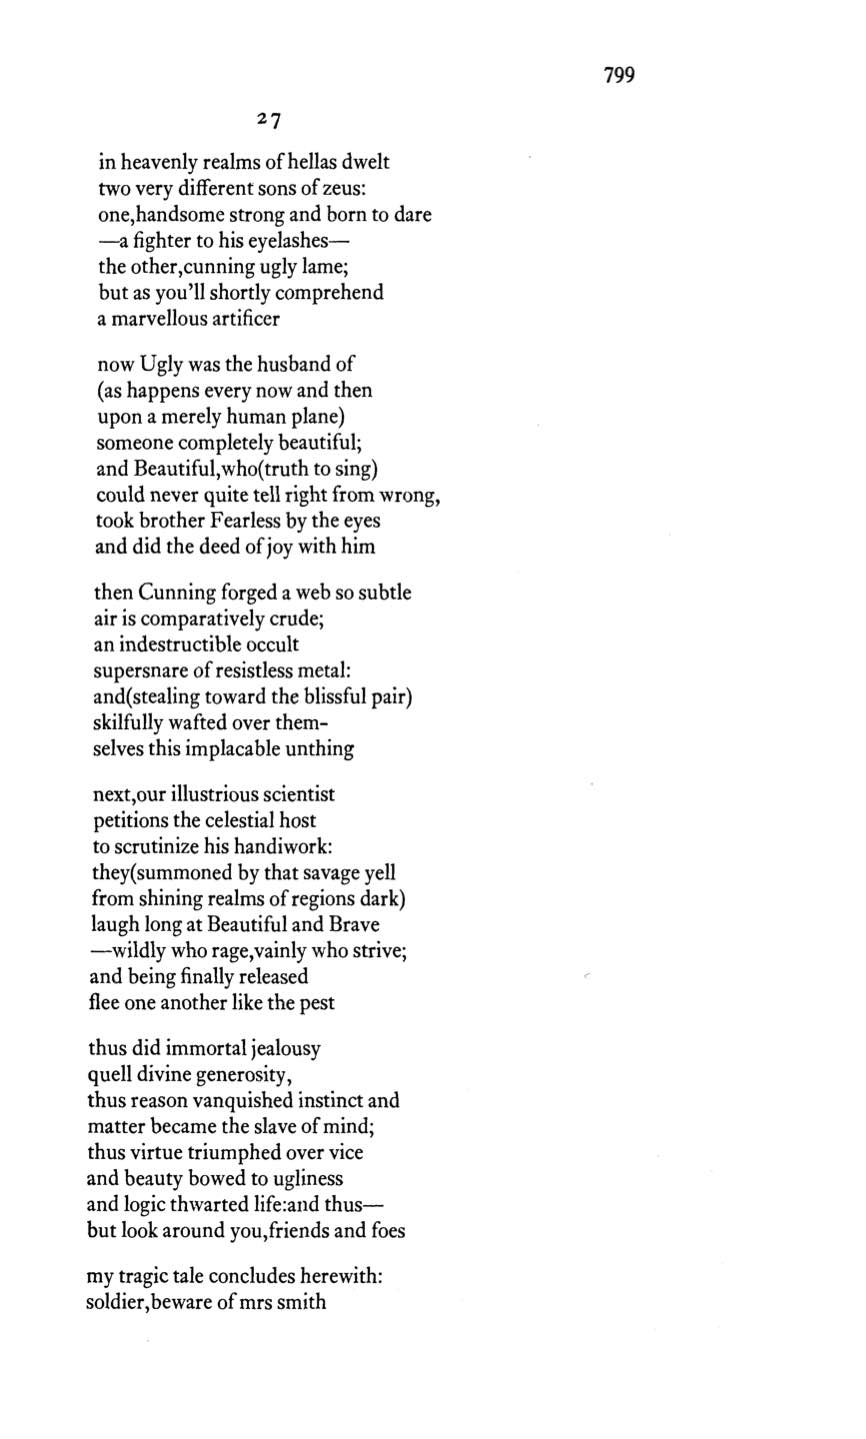 799
27
in heavenly realms of hellas dwelt
two very different sons of zeus:
one,handsome strong and born to dare
—a fighter to his eyelashes—
the other,cunning ugly lame;
but as you'll shortly comprehend
a marvellous artificer
now Ugly was the husband of
(as happens every now and then
upon a merely human plane)
someone completely beautiful;
and Beautiful,who(truth to sing)
could never quite tell right from wrong,
took brother Fearless by the eyes
and did the deed of joy with him
then Cunning forged a web so subtle
air is comparatively crude;
an indestructible occult
supersnare of resistless metal:
and(stealing toward the blissful pair)
skilfully wafted over them-
selves this implacable unthing
next,our illustrious scientist
petitions the celestial host
to scrutinize his handiwork:
they(summoned by that savage yell
from shining realms of regions dark)
laugh long at Beautiful and Brave
—wildly who rage,vainly who strive;
and being finally released
flee one another like the pest
thus did immortal jealousy
quell divine generosity,
thus reason vanquished instinct and
matter became the slave of mind;
thus virtue triumphed over vice
and beauty bowed to ugliness
and logic thwarted life:and thus—
but look around you,friends and foes
my tragic tale concludes herewith:
soldier,beware of mrs smith